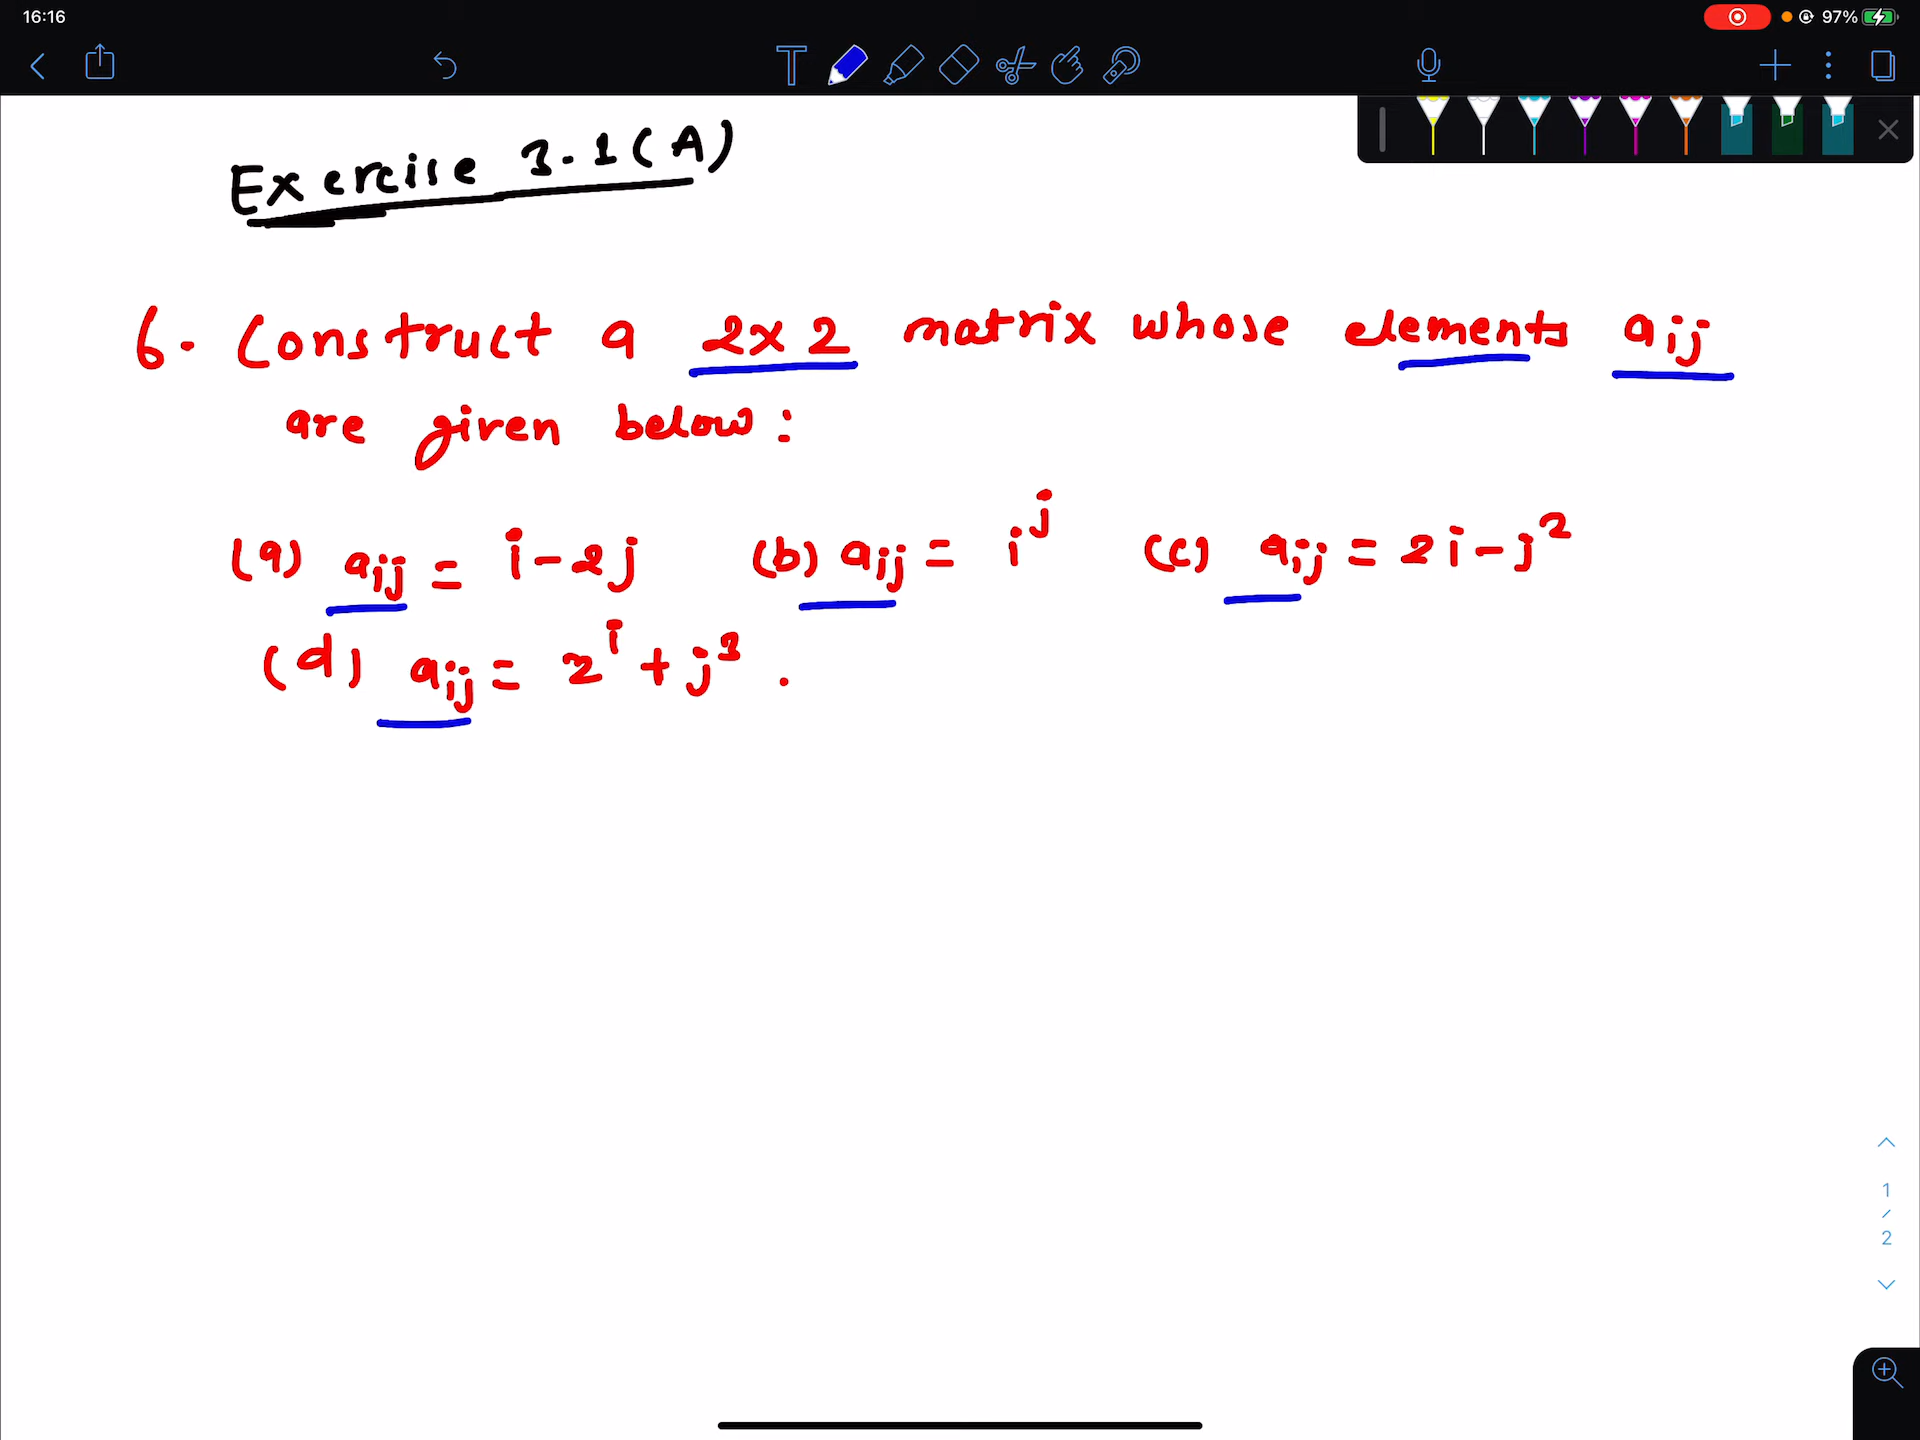 16:16
97%
T
Exercise 3.1(A)
6. Construct a 2x2 matrix whose elements aij
are given below:
(a) aij = i-2j (b) aij = i^j (c) aij = 2i-j^2
(d) aij = 2^i + j^3 .
1
/
2